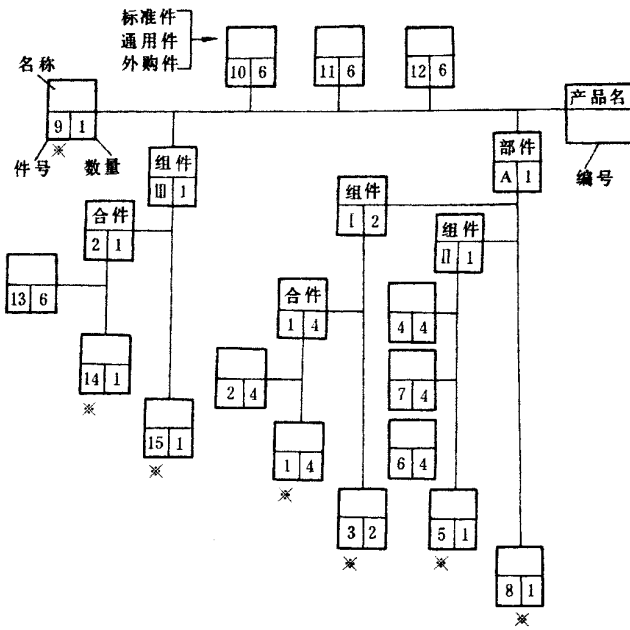 标准件
通用件
外购件
10 6
11 6
12 6
名称
9 1
※
件号
数量
产品名
编号
组件
Ⅲ 1
部件
A 1
合件
2 1
组件
Ⅰ 2
组件
Ⅱ 1
13 6
合件
1 4
4 4
14 1
※
2 4
7 4
15 1
※
1 4
※
6 4
3 2
※
5 1
※
8 1
※